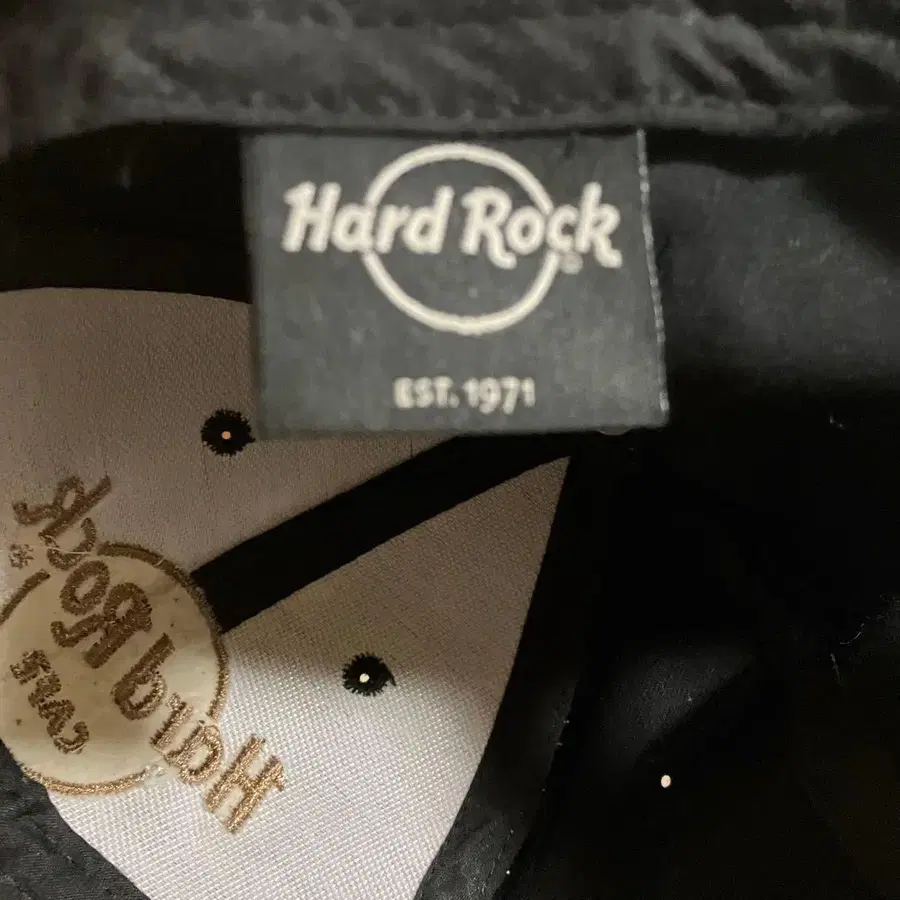 Hard Rock®
EST. 1971
Hard Rock
CAFE